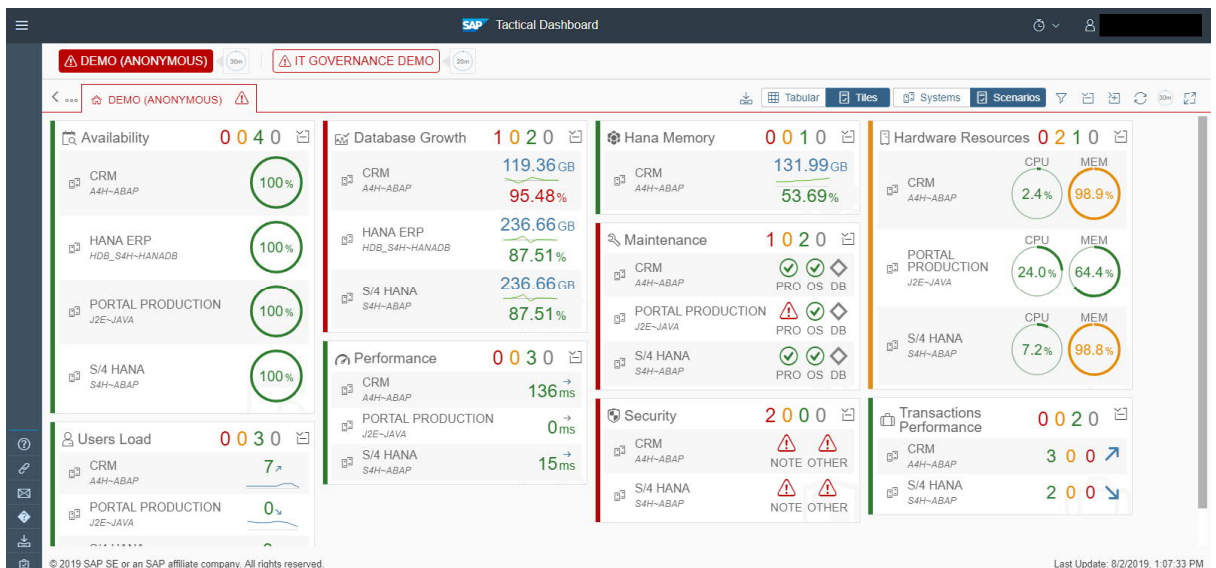 SAP Tactical Dashboard
DEMO (ANONYMOUS) 30m IT GOVERNANCE DEMO 20m
DEMO (ANONYMOUS) Tabular Tiles Systems Scenarios 30m
Availability 0 0 4 0
CRM
A4H~ABAP
100%
HANA ERP
HDB_S4H~HANADB
100%
PORTAL PRODUCTION
J2E~JAVA
100%
S/4 HANA
S4H~ABAP
100%
Users Load 0 0 3 0
CRM
A4H~ABAP
7
PORTAL PRODUCTION
J2E~JAVA
0
Database Growth 1 0 2 0
CRM
A4H~ABAP
119.36 GB
95.48%
HANA ERP
HDB_S4H~HANADB
236.66 GB
87.51%
S/4 HANA
S4H~ABAP
236.66 GB
87.51%
Performance 0 0 3 0
CRM
A4H~ABAP
136 ms
PORTAL PRODUCTION
J2E~JAVA
0 ms
S/4 HANA
S4H~ABAP
15 ms
Hana Memory 0 0 1 0
CRM
A4H~ABAP
131.99 GB
53.69%
Maintenance 1 0 2 0
CRM
A4H~ABAP
PRO OS DB
PORTAL PRODUCTION
J2E~JAVA
PRO OS DB
S/4 HANA
S4H~ABAP
PRO OS DB
Security 2 0 0 0
CRM
A4H~ABAP
NOTE OTHER
S/4 HANA
S4H~ABAP
NOTE OTHER
Hardware Resources 0 2 1 0
CPU MEM
CRM
A4H~ABAP
2.4% 98.9%
CPU MEM
PORTAL
PRODUCTION
J2E~JAVA
24.0% 64.4%
CPU MEM
S/4 HANA
S4H~ABAP
7.2% 98.8%
Transactions
Performance 0 0 2 0
CRM
A4H~ABAP
3 0 0
S/4 HANA
S4H~ABAP
2 0 0
© 2019 SAP SE or an SAP affiliate company. All rights reserved.
Last Update: 8/2/2019, 1:07:33 PM